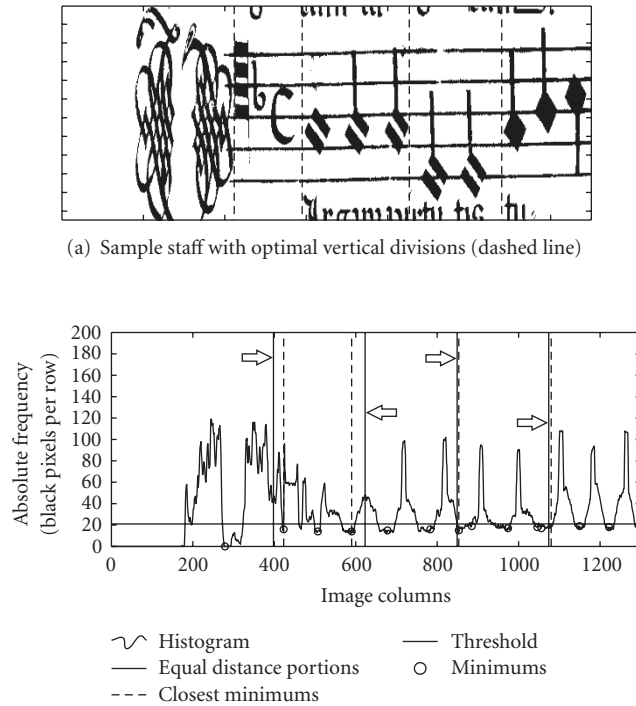 (a) Sample staff with optimal vertical divisions (dashed line)
200
180
160
140
120
100
80
60
40
20
0
Absolute frequency
(black pixels per row)
0 200 400 600 800 1000 1200
Image columns
Histogram Threshold
Equal distance portions Minimums
Closest minimums